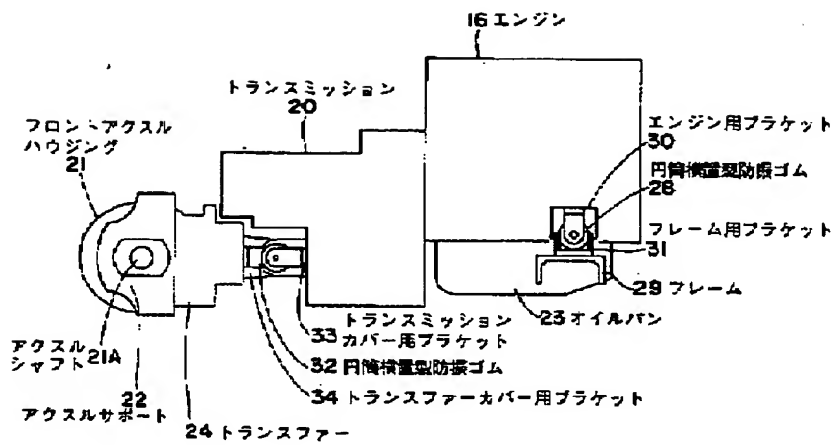 16 エンジン
トランスミッション
20
フロントアクスル
ハウジング
21
エンジン用ブラケット
30
円筒横置型防振ゴム
28
フレーム用ブラケット
31
29 フレーム
23 オイルパン
33 トランスミッション
カバー用ブラケット
32 円筒横置型防振ゴム
34 トランスファーカバー用ブラケット
アクスル
シャフト 21A
22
アクスルサポート
24 トランスファー